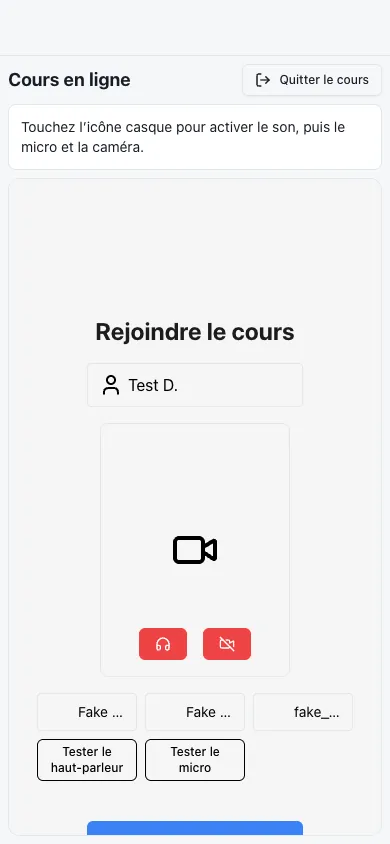 Cours en ligne
Quitter le cours
Touchez l’icône casque pour activer le son, puis le
micro et la caméra.
Rejoindre le cours
Test D.
Fake ...
Fake ...
fake_...
Tester le
haut-parleur
Tester le
micro